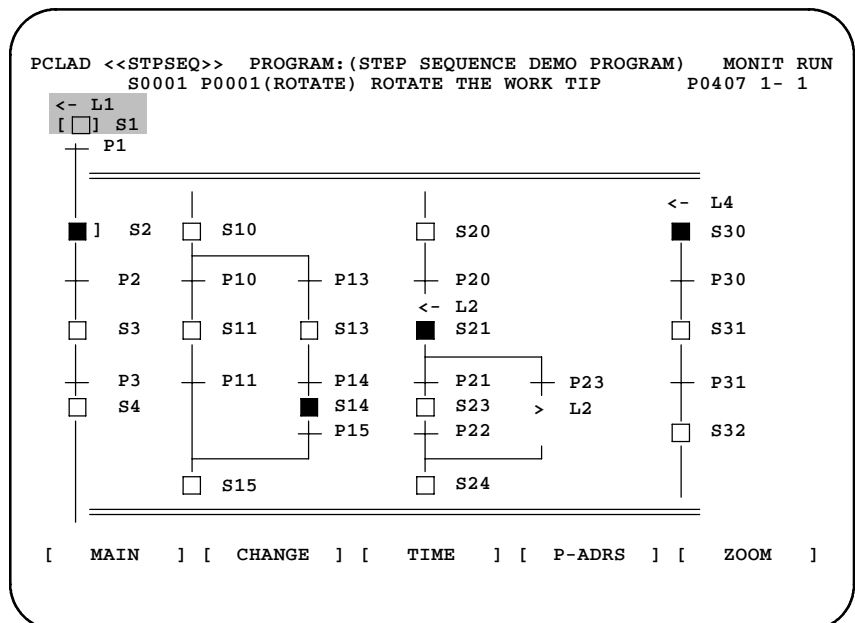 PCLAD <<STPSEQ>> PROGRAM:(STEP SEQUENCE DEMO PROGRAM) MONIT RUN
S0001 P0001(ROTATE) ROTATE THE WORK TIP P0407 1- 1
<- L1
[ ] S1
P1
<- L4
] S2 S10 S20 S30
P2 P10 P13 P20 P30
<- L2
S3 S11 S13 S21 S31
P3 P11 P14 P21 P23 P31
S4 S14 S23 > L2
P15 P22 S32
S15 S24
[ MAIN ] [ CHANGE ] [ TIME ] [ P-ADRS ] [ ZOOM ]